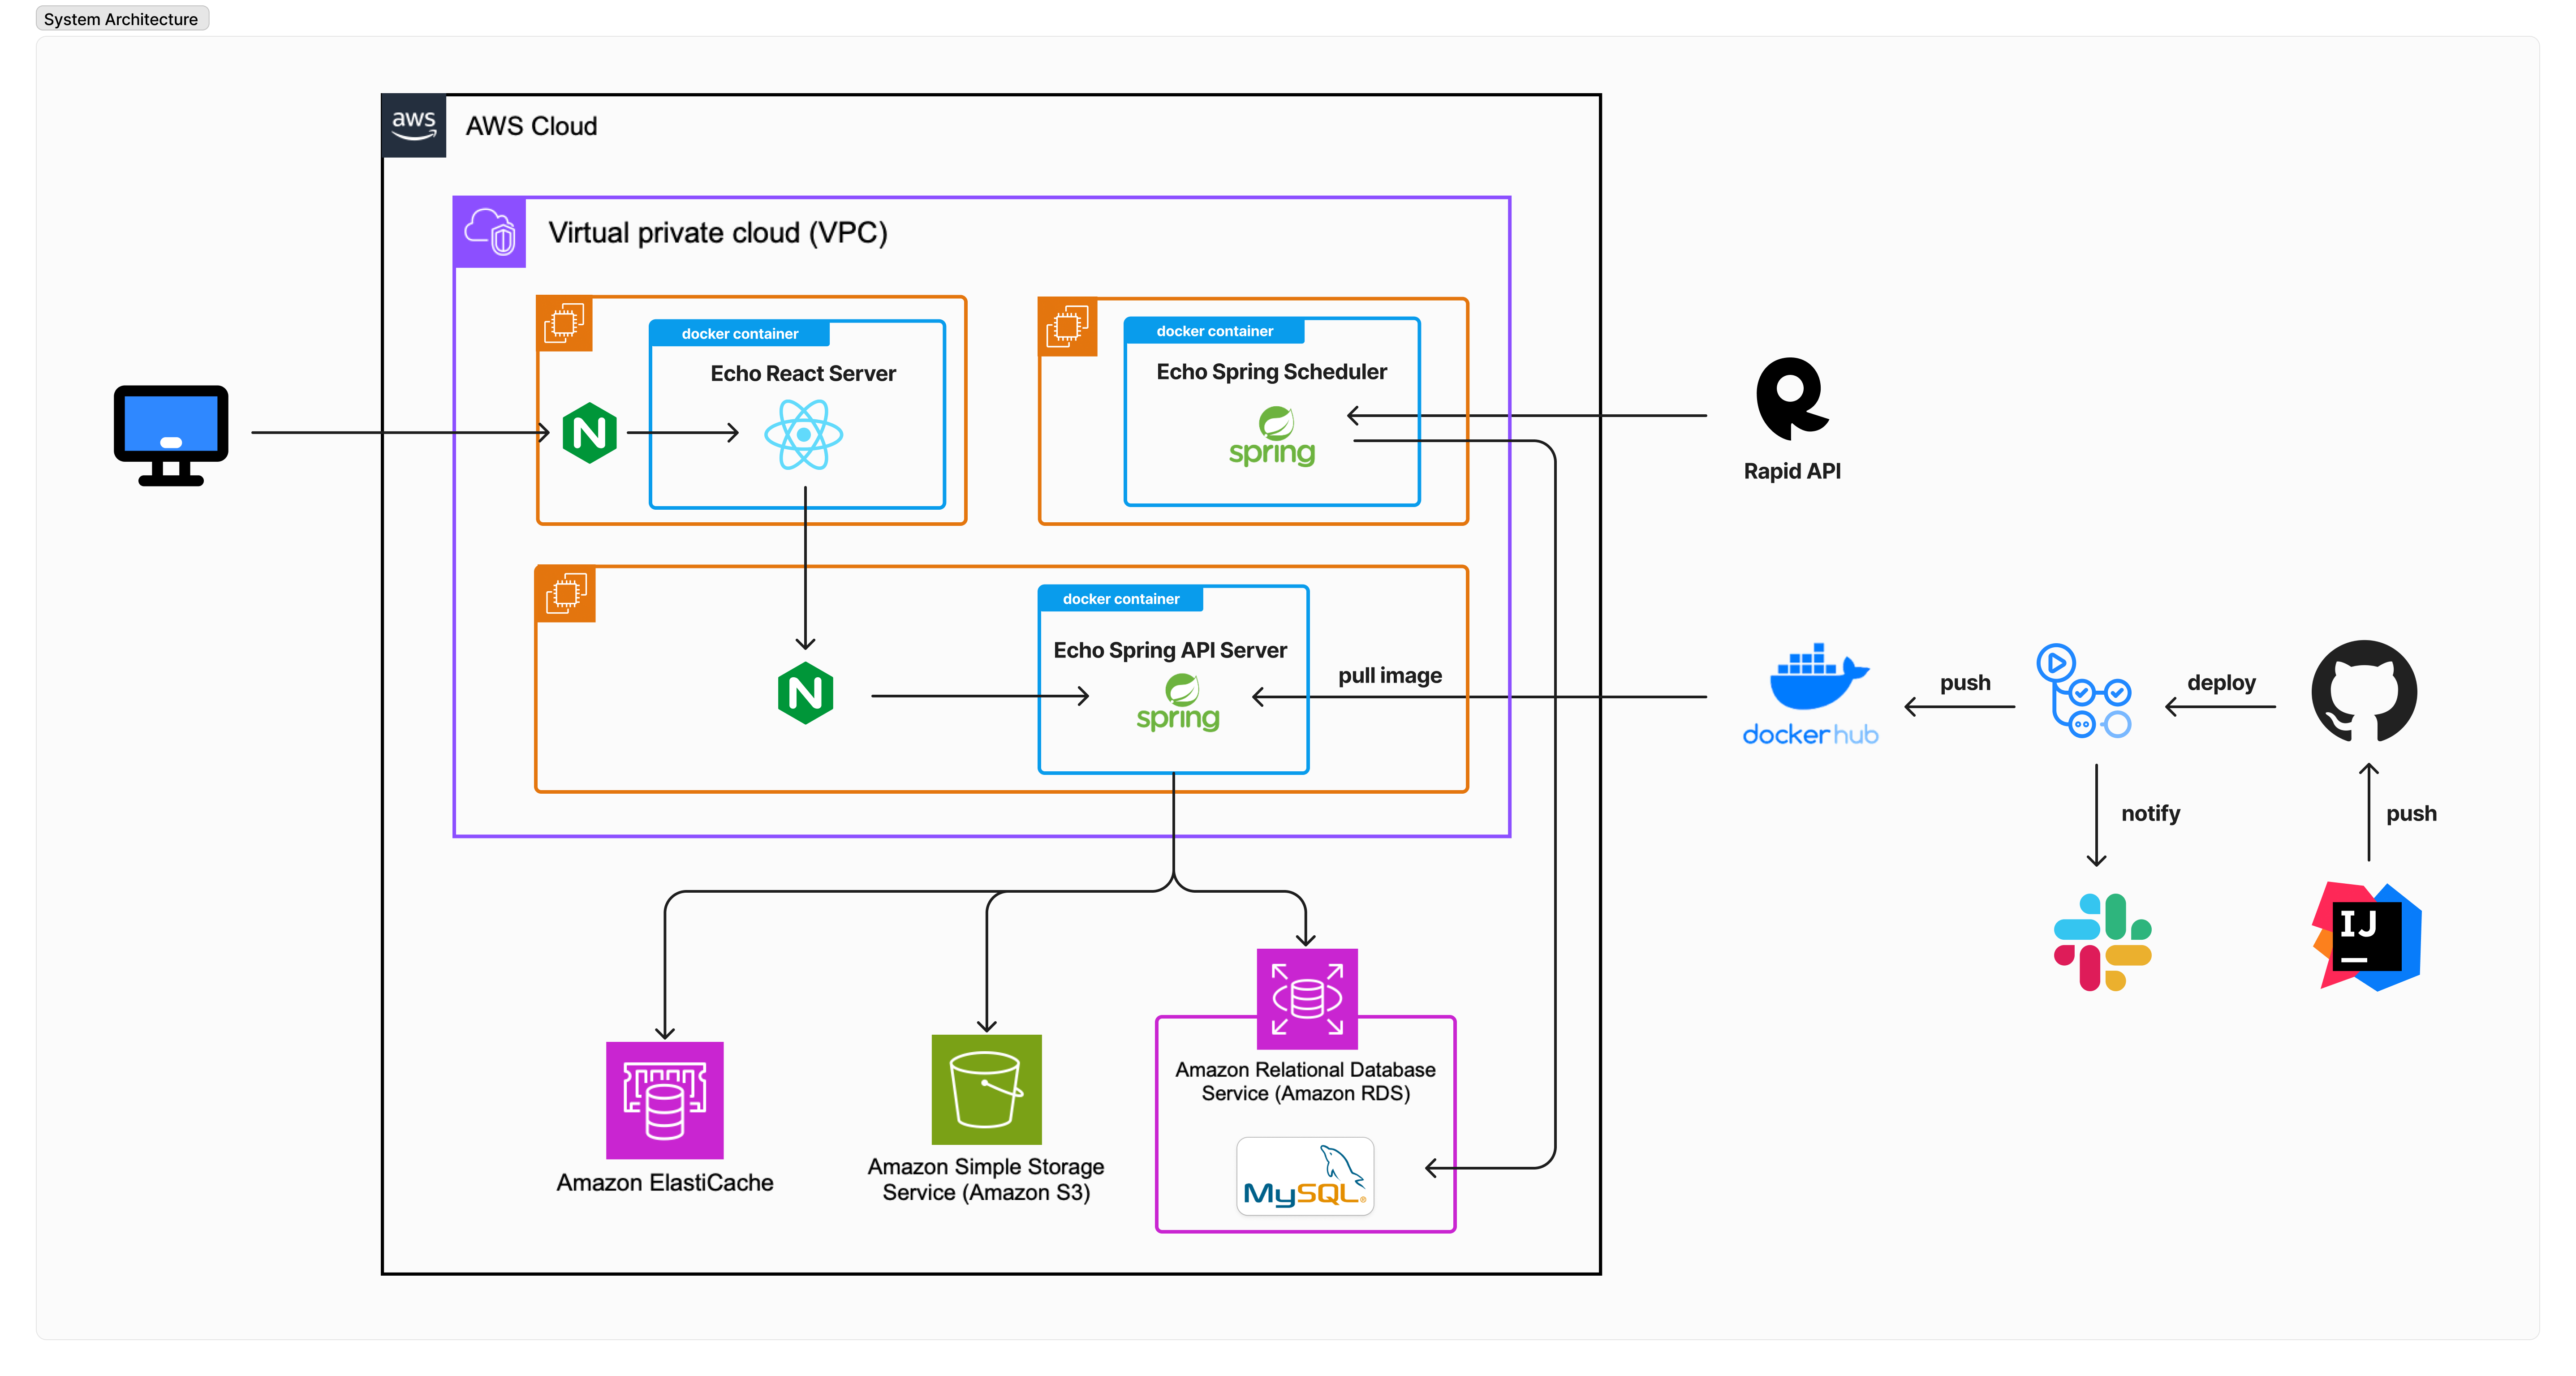 System Architecture
aws
AWS Cloud
Virtual private cloud (VPC)
docker container
Echo React Server
N
docker container
Echo Spring Scheduler
spring
Rapid API
docker container
Echo Spring API Server
N
spring
pull image
dockerhub
push
deploy
notify
push
IJ
Amazon ElastiCache
Amazon Simple Storage
Service (Amazon S3)
Amazon Relational Database
Service (Amazon RDS)
MySQL®